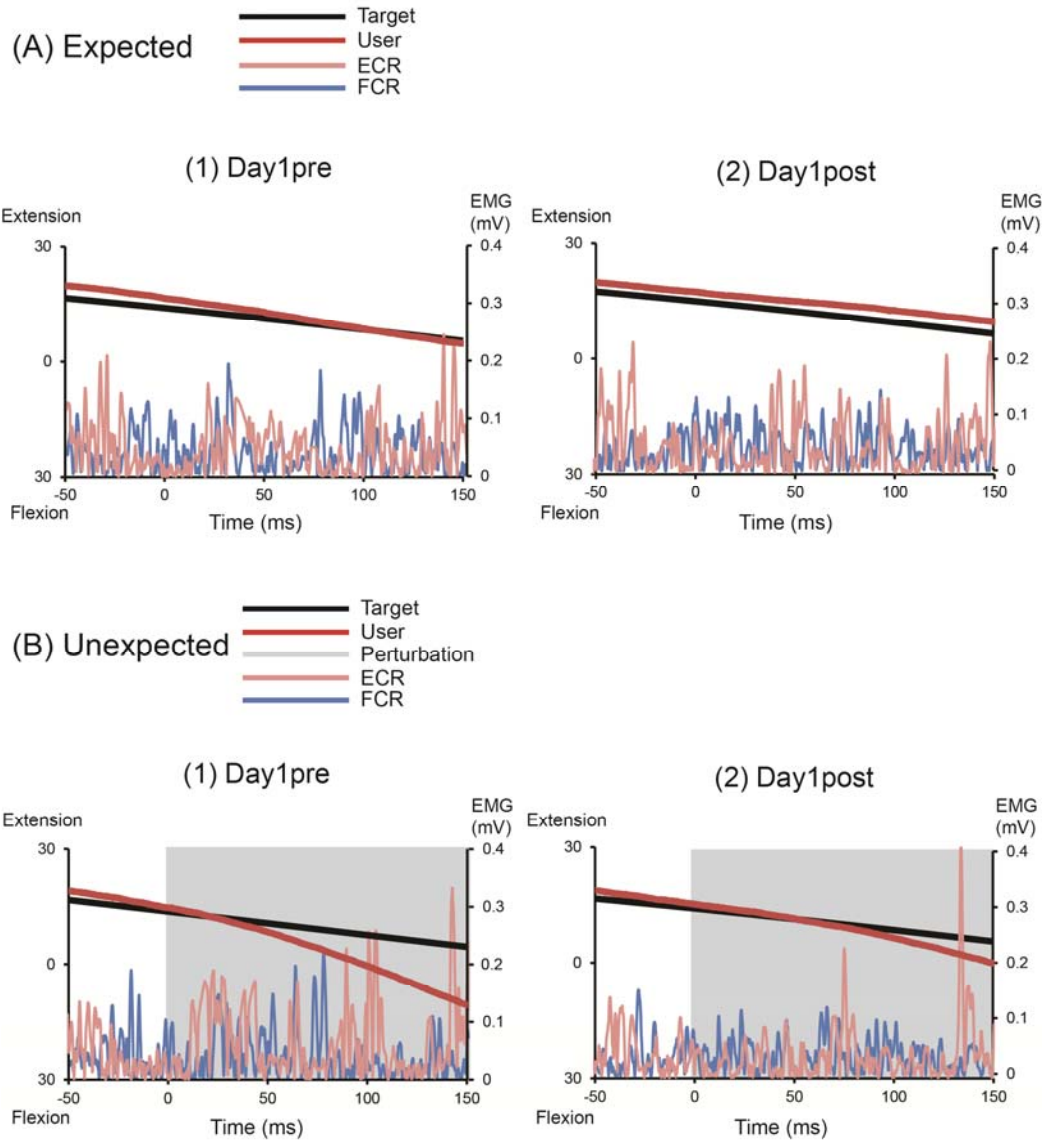 (A) Expected
Target
User
ECR
FCR
(1) Day1pre
(2) Day1post
Extension
EMG
(mV)
Extension
EMG
(mV)
30
0.4
30
0.4
0.3
0.3
0
0.2
0
0.2
0.1
0.1
30
0
30
0
-50
0
50
100
150
-50
0
50
100
150
Flexion
Time (ms)
Flexion
Time (ms)
(B) Unexpected
Target
User
Perturbation
ECR
FCR
(1) Day1pre
(2) Day1post
Extension
EMG
(mV)
Extension
EMG
(mV)
30
0.4
30
0.4
0.3
0.3
0
0.2
0
0.2
0.1
0.1
30
0
30
0
-50
0
50
100
150
-50
0
50
100
150
Flexion
Time (ms)
Flexion
Time (ms)